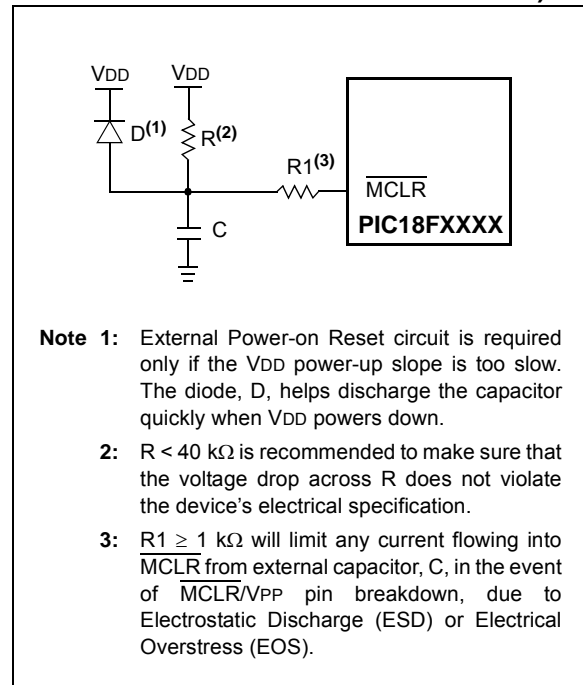 VDD VDD
D(1)
R(2)
R1(3)
MCLR
PIC18FXXXX
C
Note 1: External Power-on Reset circuit is required
only if the VDD power-up slope is too slow.
The diode, D, helps discharge the capacitor
quickly when VDD powers down.
2: R < 40 kΩ is recommended to make sure that
the voltage drop across R does not violate
the device’s electrical specification.
3: R1 ≥ 1 kΩ will limit any current flowing into
MCLR from external capacitor, C, in the event
of MCLR/VPP pin breakdown, due to
Electrostatic Discharge (ESD) or Electrical
Overstress (EOS).